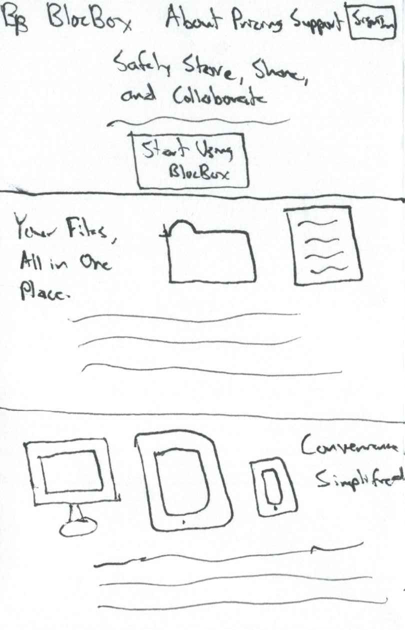 BB BlocBox About Pricing Support Sign In
Safely Store, Share,
and Collaborate
Start Using
BlocBox
Your Files,
All in One
Place.
Convenience,
Simplified